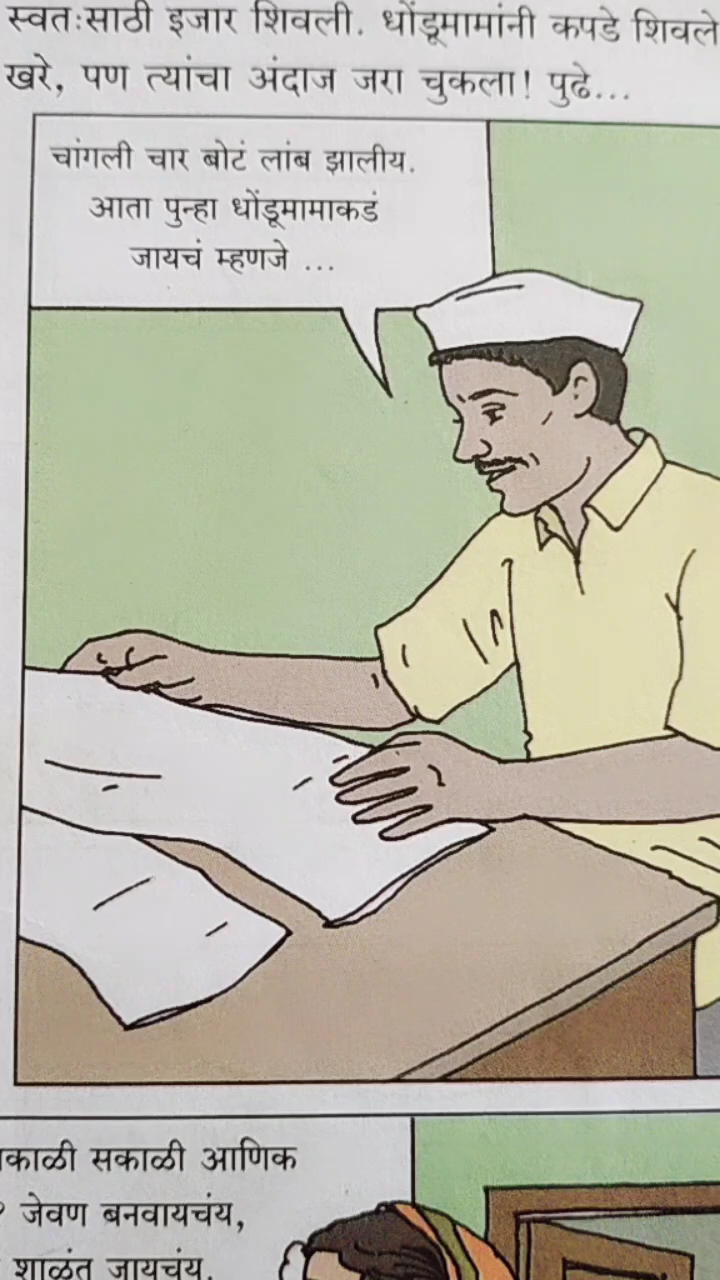 स्वतःसाठी इजार शिवली. धोंडूमामांनी कपडे शिवले
खरे, पण त्यांचा अंदाज जरा चुकला! पुढे...
चांगली चार बोटं लांब झालीय.
आता पुन्हा धोंडूमामाकडं
जायचं म्हणजे ...
सकाळी आणिक
जेवण बनवायचंय,
शाळंत जायचंय.